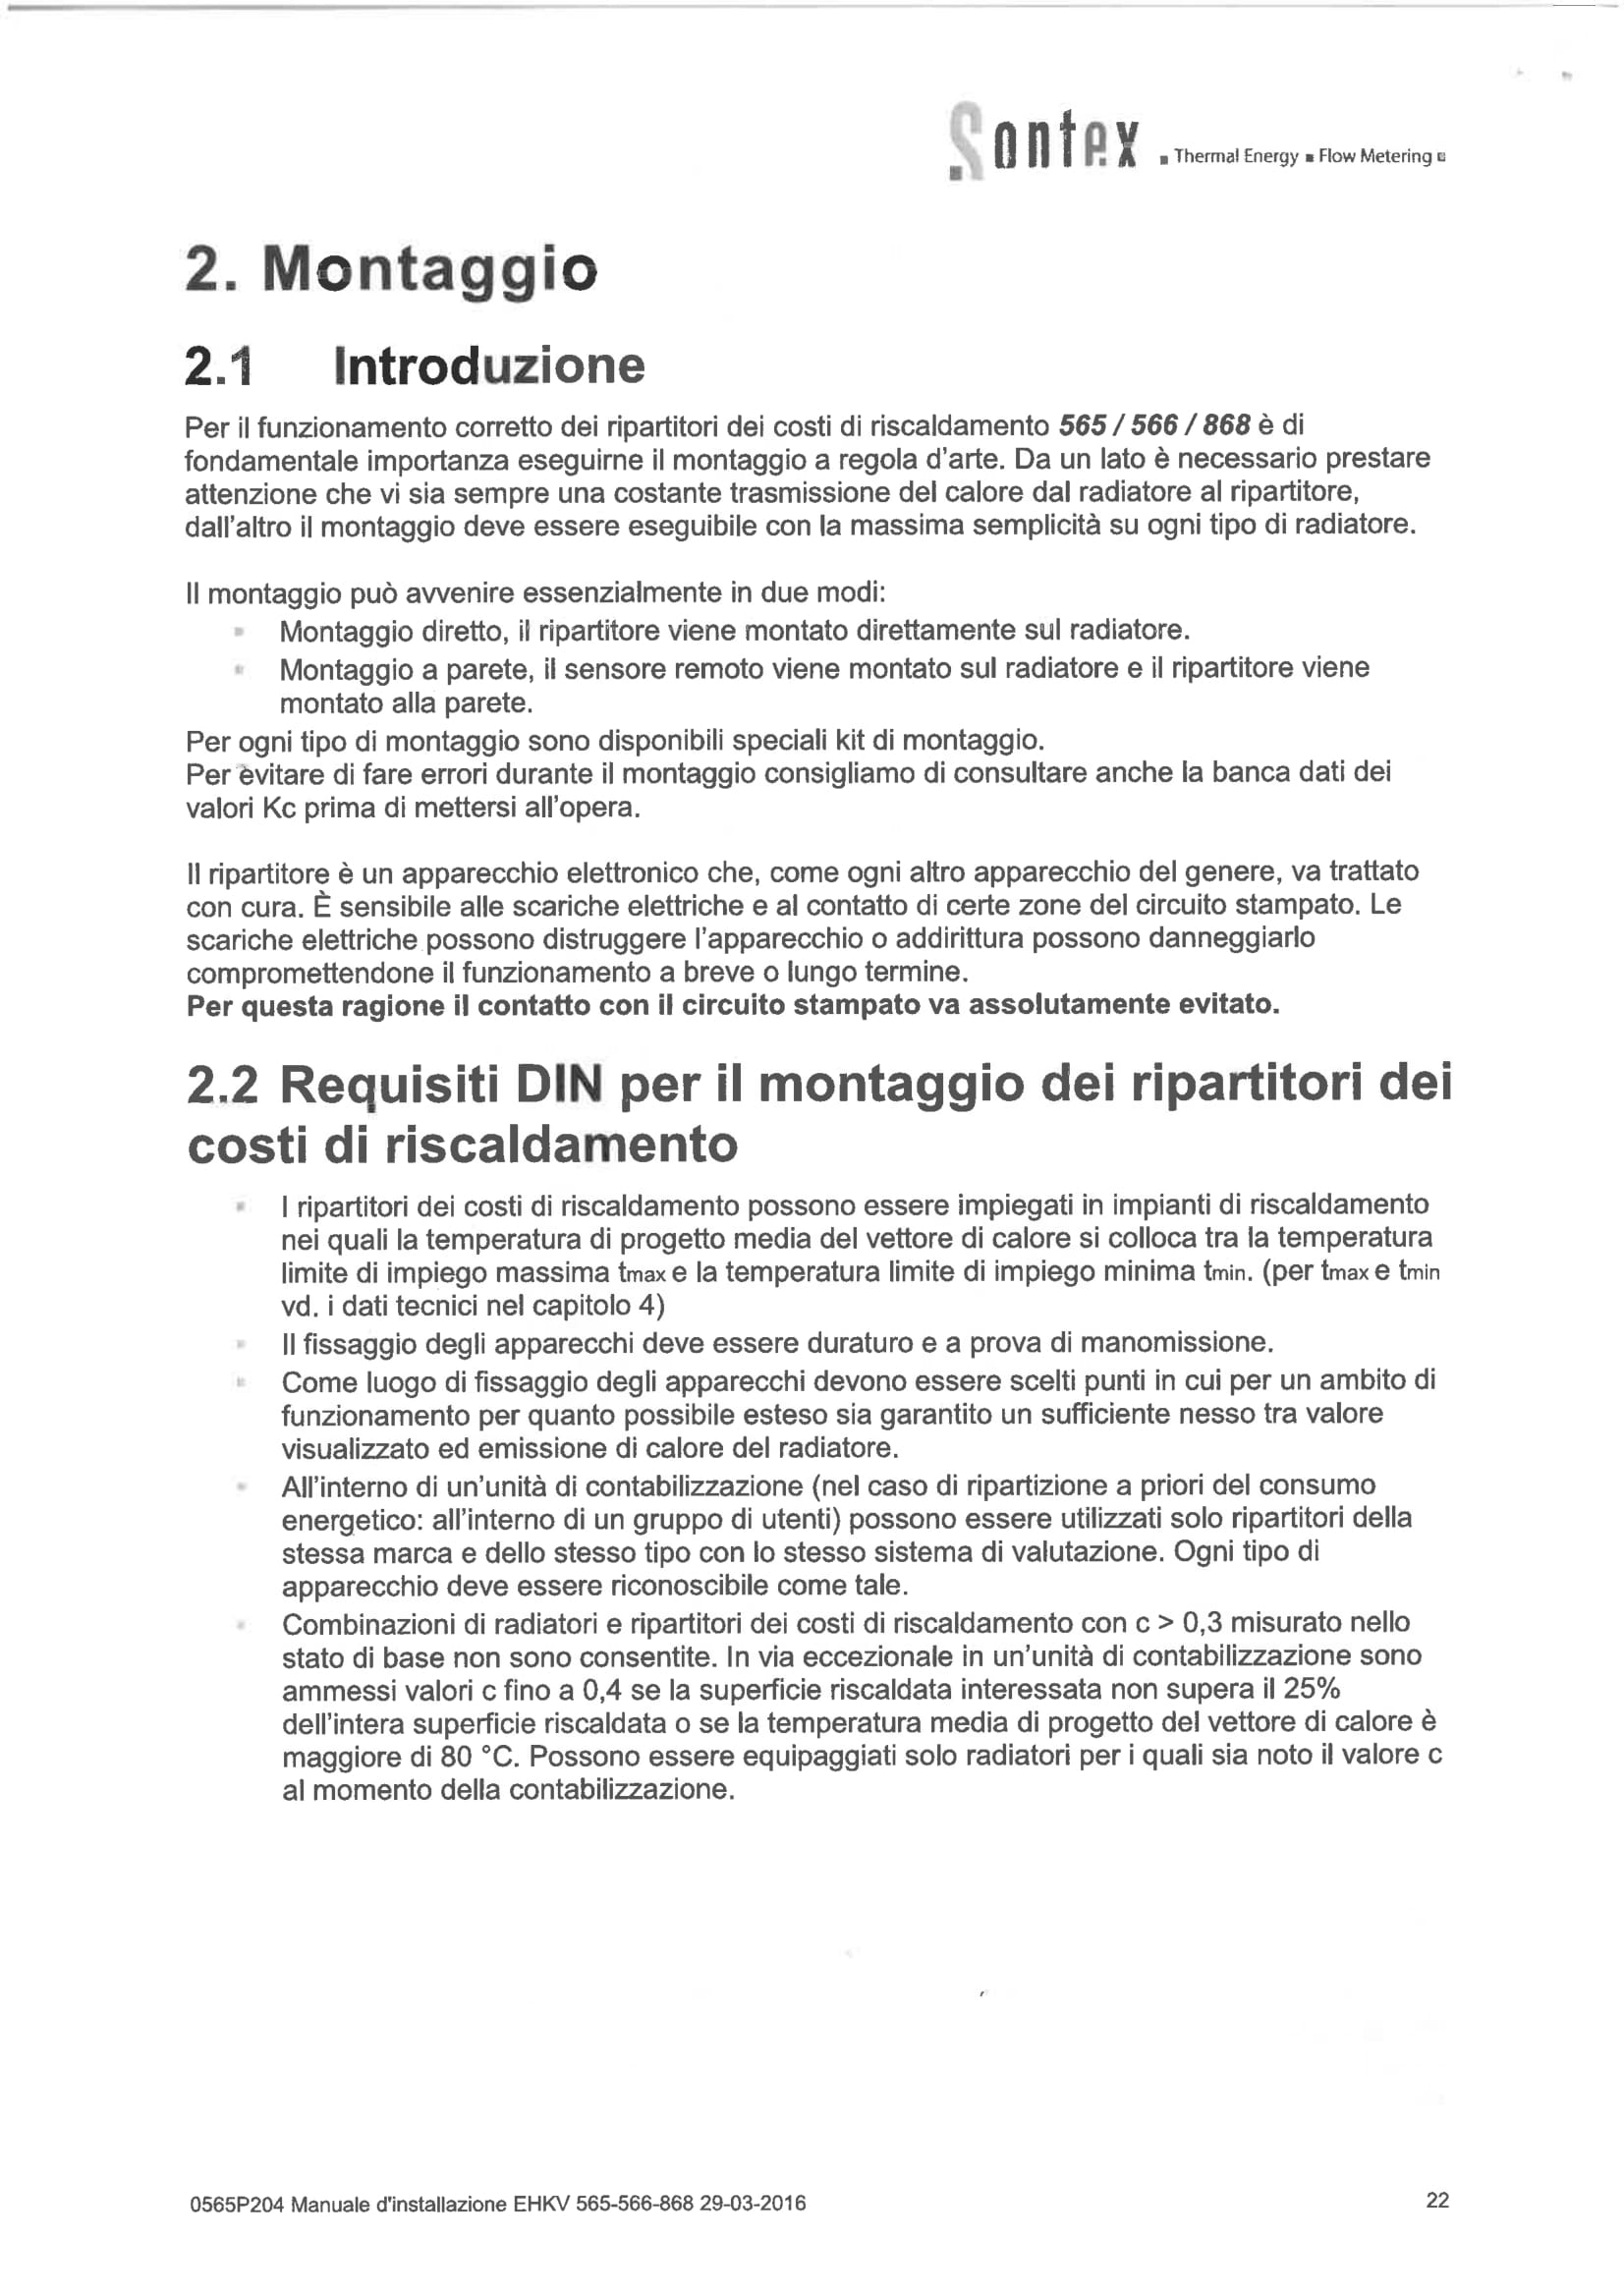 Sontex ▪ Thermal Energy ▪ Flow Metering ▪
2. Montaggio
2.1 Introduzione
Per il funzionamento corretto dei ripartitori dei costi di riscaldamento 565 / 566 / 868 è di
fondamentale importanza eseguirne il montaggio a regola d'arte. Da un lato è necessario prestare
attenzione che vi sia sempre una costante trasmissione del calore dal radiatore al ripartitore,
dall'altro il montaggio deve essere eseguibile con la massima semplicità su ogni tipo di radiatore.
Il montaggio può avvenire essenzialmente in due modi:
▪ Montaggio diretto, il ripartitore viene montato direttamente sul radiatore.
▪ Montaggio a parete, il sensore remoto viene montato sul radiatore e il ripartitore viene
montato alla parete.
Per ogni tipo di montaggio sono disponibili speciali kit di montaggio.
Per evitare di fare errori durante il montaggio consigliamo di consultare anche la banca dati dei
valori Kc prima di mettersi all'opera.
Il ripartitore è un apparecchio elettronico che, come ogni altro apparecchio del genere, va trattato
con cura. È sensibile alle scariche elettriche e al contatto di certe zone del circuito stampato. Le
scariche elettriche possono distruggere l'apparecchio o addirittura possono danneggiarlo
compromettendone il funzionamento a breve o lungo termine.
Per questa ragione il contatto con il circuito stampato va assolutamente evitato.
2.2 Requisiti DIN per il montaggio dei ripartitori dei
costi di riscaldamento
▪ I ripartitori dei costi di riscaldamento possono essere impiegati in impianti di riscaldamento
nei quali la temperatura di progetto media del vettore di calore si colloca tra la temperatura
limite di impiego massima tmax e la temperatura limite di impiego minima tmin. (per tmax e tmin
vd. i dati tecnici nel capitolo 4)
▪ Il fissaggio degli apparecchi deve essere duraturo e a prova di manomissione.
▪ Come luogo di fissaggio degli apparecchi devono essere scelti punti in cui per un ambito di
funzionamento per quanto possibile esteso sia garantito un sufficiente nesso tra valore
visualizzato ed emissione di calore del radiatore.
▪ All'interno di un'unità di contabilizzazione (nel caso di ripartizione a priori del consumo
energetico: all'interno di un gruppo di utenti) possono essere utilizzati solo ripartitori della
stessa marca e dello stesso tipo con lo stesso sistema di valutazione. Ogni tipo di
apparecchio deve essere riconoscibile come tale.
▪ Combinazioni di radiatori e ripartitori dei costi di riscaldamento con c > 0,3 misurato nello
stato di base non sono consentite. In via eccezionale in un'unità di contabilizzazione sono
ammessi valori c fino a 0,4 se la superficie riscaldata interessata non supera il 25%
dell'intera superficie riscaldata o se la temperatura media di progetto del vettore di calore è
maggiore di 80 °C. Possono essere equipaggiati solo radiatori per i quali sia noto il valore c
al momento della contabilizzazione.
0565P204 Manuale d'installazione EHKV 565-566-868 29-03-2016 22